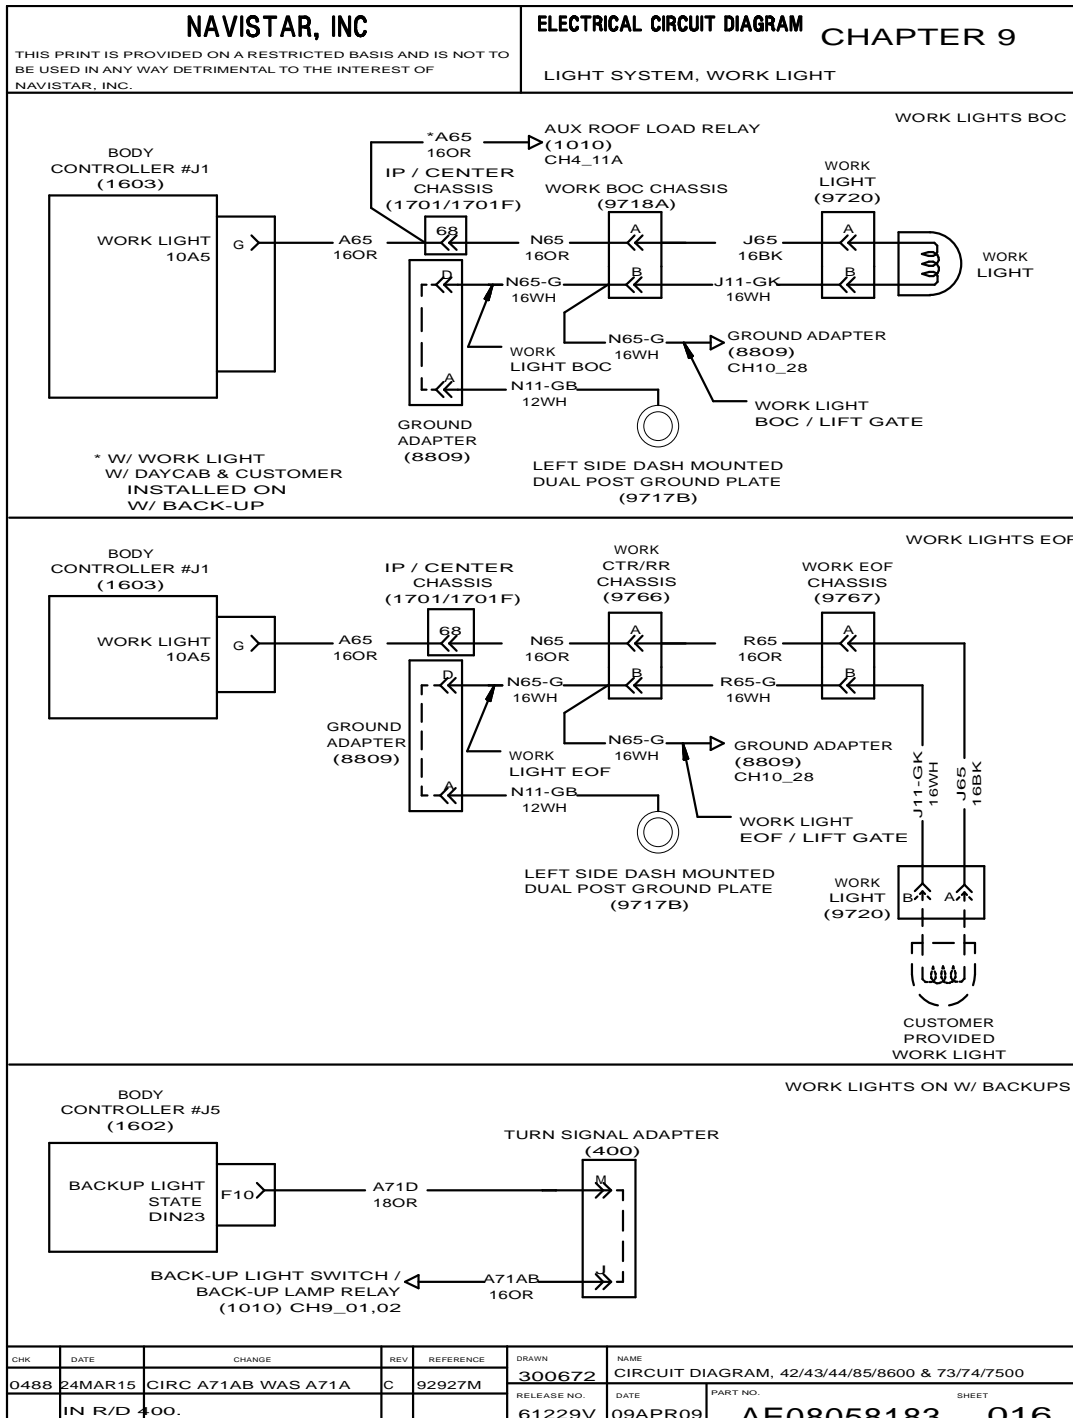 NAVISTAR, INC
THIS PRINT IS PROVIDED ON A RESTRICTED BASIS AND IS NOT TO
BE USED IN ANY WAY DETRIMENTAL TO THE INTEREST OF
NAVISTAR, INC.
ELECTRICAL CIRCUIT DIAGRAM
CHAPTER 9
LIGHT SYSTEM, WORK LIGHT
WORK LIGHTS BOC
BODY
CONTROLLER #J1
(1603)
WORK LIGHT
10A5
G
A65
16OR
*A65
16OR
AUX ROOF LOAD RELAY
(1010)
CH4_11A
IP / CENTER
CHASSIS
(1701/1701F)
68
N65
16OR
WORK BOC CHASSIS
(9718A)
A
B
J65
16BK
J11-GK
16WH
WORK
LIGHT
(9720)
A
B
WORK
LIGHT
D
N65-G
16WH
WORK
LIGHT BOC
N65-G
16WH
GROUND ADAPTER
(8809)
CH10_28
WORK LIGHT
BOC / LIFT GATE
A
N11-GB
12WH
GROUND
ADAPTER
(8809)
LEFT SIDE DASH MOUNTED
DUAL POST GROUND PLATE
(9717B)
* W/ WORK LIGHT
W/ DAYCAB & CUSTOMER
INSTALLED ON
W/ BACK-UP
WORK LIGHTS EOF
BODY
CONTROLLER #J1
(1603)
WORK LIGHT
10A5
G
A65
16OR
IP / CENTER
CHASSIS
(1701/1701F)
68
N65
16OR
WORK
CTR/RR
CHASSIS
(9766)
A
B
R65
16OR
R65-G
16WH
WORK EOF
CHASSIS
(9767)
A
B
D
N65-G
16WH
GROUND
ADAPTER
(8809)
WORK
LIGHT EOF
N65-G
16WH
GROUND ADAPTER
(8809)
CH10_28
WORK LIGHT
EOF / LIFT GATE
A
N11-GB
12WH
LEFT SIDE DASH MOUNTED
DUAL POST GROUND PLATE
(9717B)
J11-GK
16WH
J65
16BK
WORK
LIGHT
(9720)
B
A
CUSTOMER
PROVIDED
WORK LIGHT
WORK LIGHTS ON W/ BACKUPS
BODY
CONTROLLER #J5
(1602)
BACKUP LIGHT
STATE
DIN23
F10
A71D
18OR
TURN SIGNAL ADAPTER
(400)
M
J
BACK-UP LIGHT SWITCH /
BACK-UP LAMP RELAY
(1010) CH9_01,02
A71AB
16OR
CHK DATE CHANGE REV REFERENCE
0488 24MAR15 CIRC A71AB WAS A71A C 92927M
IN R/D 400.
DRAWN
300672
NAME
CIRCUIT DIAGRAM, 42/43/44/85/8600 & 73/74/7500
RELEASE NO.
61229V
DATE
09APR09
PART NO.
AE08058183
SHEET
016